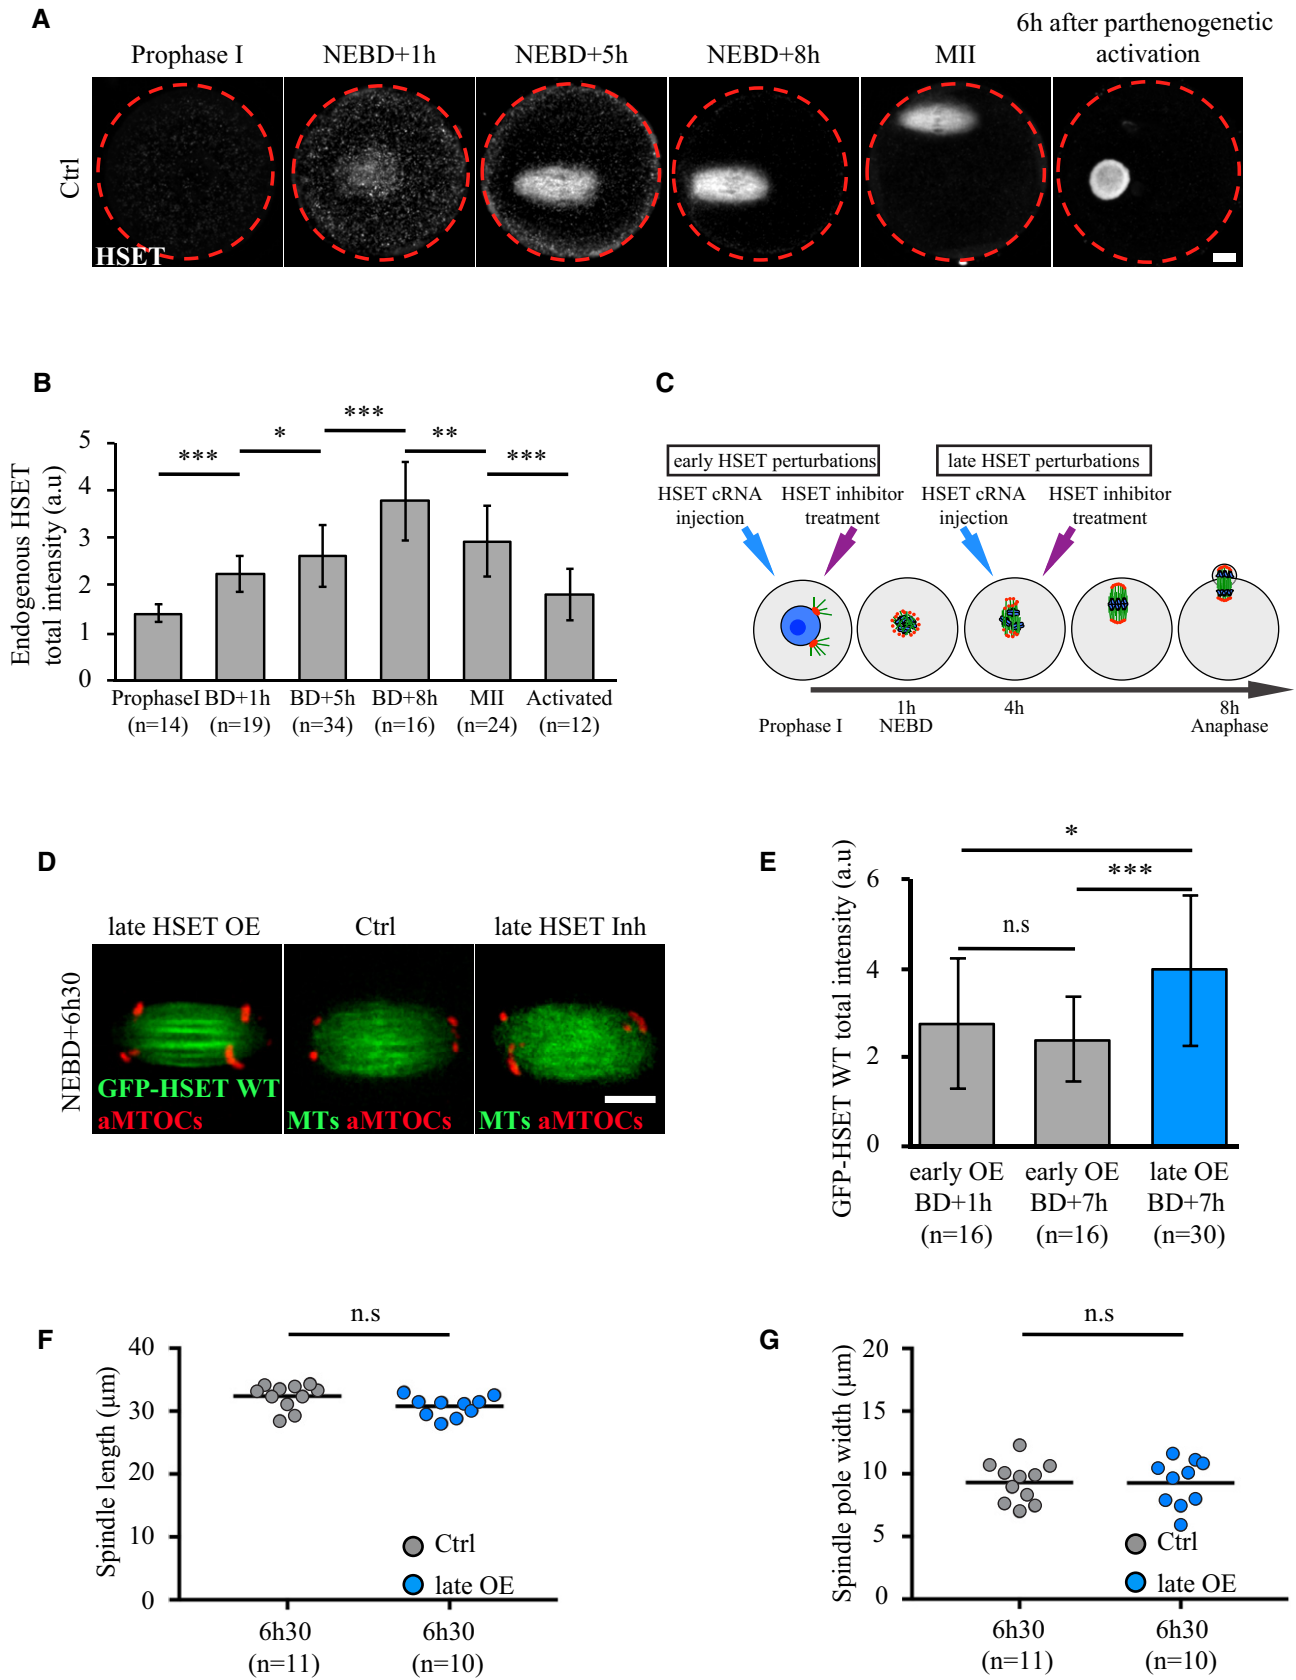 A
Prophase I
NEBD+1h
NEBD+5h
NEBD+8h
MII
6h after parthenogenetic
activation
Ctrl
HSET
B
Endogenous HSET
total intensity (a.u)
5
4
3
2
1
0
***
*
***
**
***
ProphaseI
(n=14)
BD+1h
(n=19)
BD+5h
(n=34)
BD+8h
(n=16)
MII
(n=24)
Activated
(n=12)
C
early HSET perturbations
late HSET perturbations
HSET cRNA
injection
HSET inhibitor
treatment
HSET cRNA
injection
HSET inhibitor
treatment
Prophase I
1h
NEBD
4h
8h
Anaphase
D
late HSET OE
Ctrl
late HSET Inh
NEBD+6h30
GFP-HSET WT
aMTOCs
MTs aMTOCs
MTs aMTOCs
E
GFP-HSET WT total intensity (a.u)
6
4
2
0
*
***
n.s
early OE
BD+1h
(n=16)
early OE
BD+7h
(n=16)
late OE
BD+7h
(n=30)
F
Spindle length (µm)
40
30
20
10
0
n.s
Ctrl
late OE
6h30
(n=11)
6h30
(n=10)
G
Spindle pole width (µm)
20
15
10
5
0
n.s
Ctrl
late OE
6h30
(n=11)
6h30
(n=10)